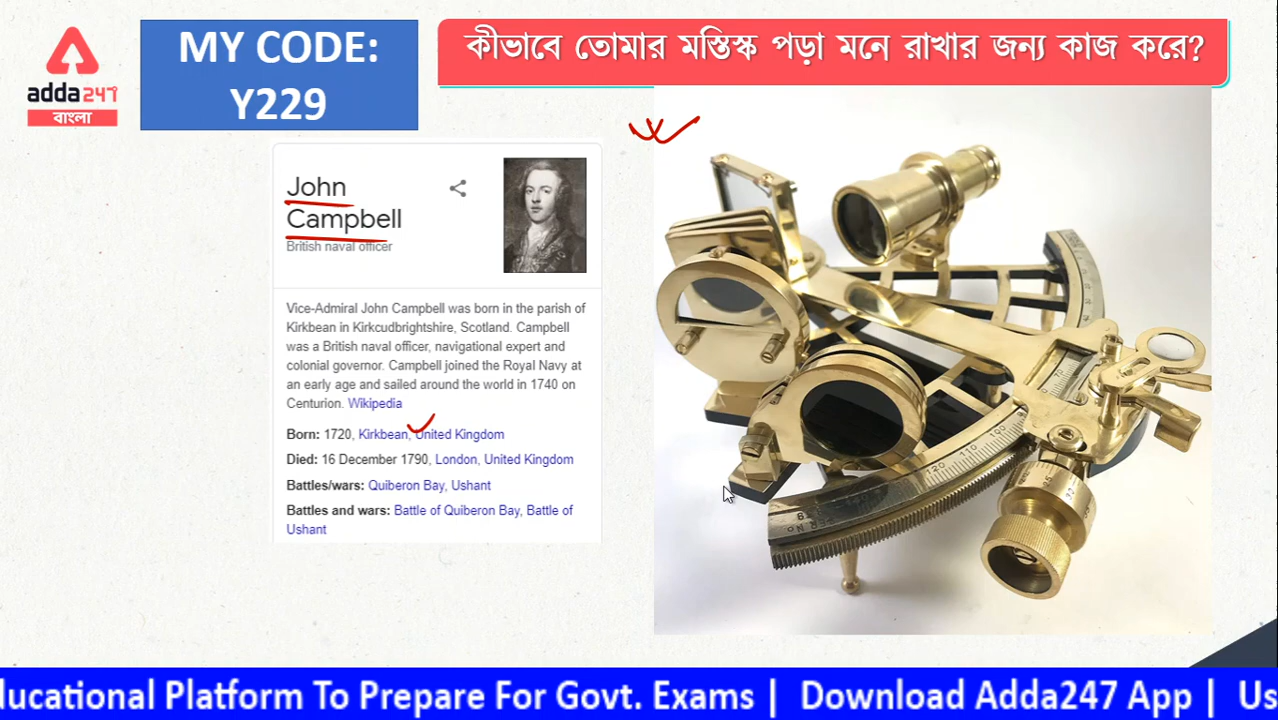 adda247
বাংলা
MY CODE:
Y229
কীভাবে তোমার মস্তিস্ক পড়া মনে রাখার জন্য কাজ করে?
John
Campbell
British naval officer
Vice-Admiral John Campbell was born in the parish of
Kirkbean in Kirkcudbrightshire, Scotland. Campbell
was a British naval officer, navigational expert and
colonial governor. Campbell joined the Royal Navy at
an early age and sailed around the world in 1740 on
Centurion. Wikipedia
Born: 1720, Kirkbean, United Kingdom
Died: 16 December 1790, London, United Kingdom
Battles/wars: Quiberon Bay, Ushant
Battles and wars: Battle of Quiberon Bay, Battle of
Ushant
100
110
120
ducational Platform To Prepare For Govt. Exams | Download Adda247 App | Us